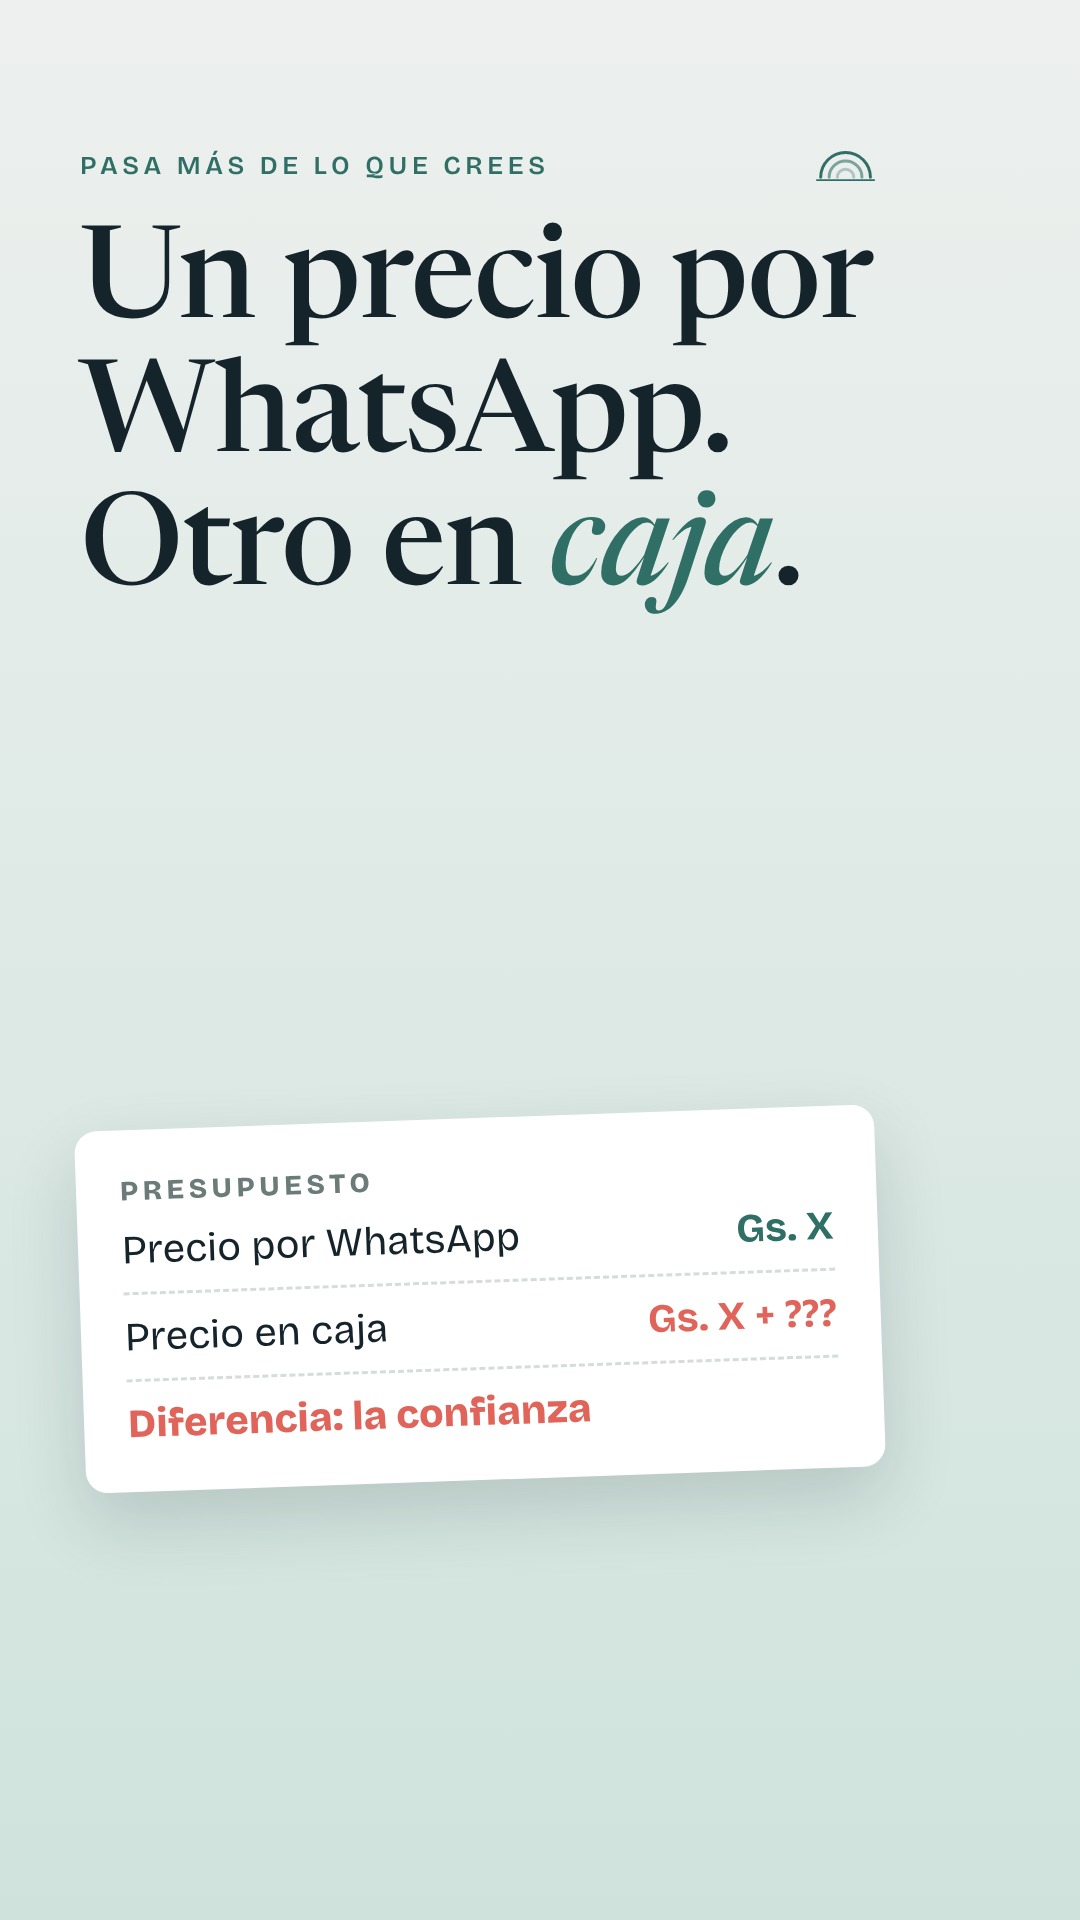 PASA MÁS DE LO QUE CREES
Un precio por
WhatsApp.
Otro en caja.
PRESUPUESTO
Precio por WhatsApp Gs. X
Precio en caja Gs. X + ???
Diferencia: la confianza